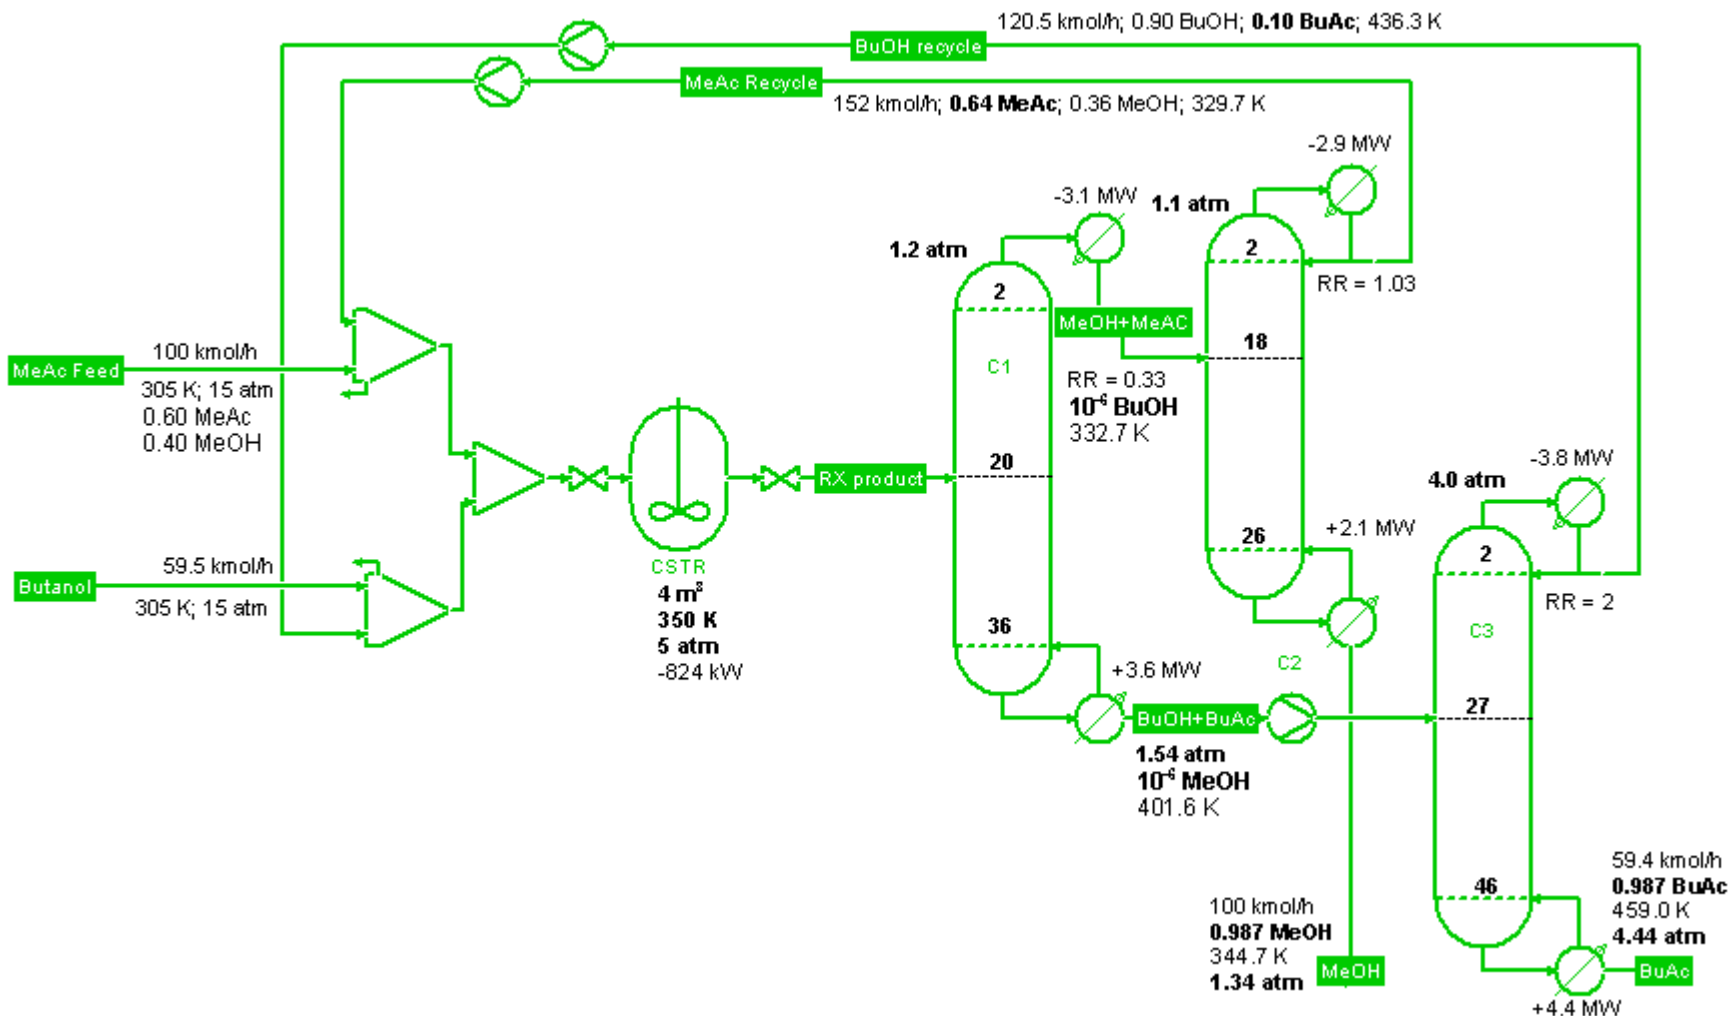 120.5 kmol/h; 0.90 BuOH; 0.10 BuAc; 436.3 K
BuOH recycle
MeAc Recycle
152 kmol/h; 0.64 MeAc; 0.36 MeOH; 329.7 K
-2.9 MW
-3.1 MW
1.1 atm
1.2 atm
2
RR = 1.03
2
MeOH+MeAC
18
C1
RR = 0.33
10⁻⁶ BuOH
332.7 K
100 kmol/h
MeAc Feed
305 K; 15 atm
0.60 MeAc
0.40 MeOH
20
RX product
-3.8 MW
4.0 atm
+2.1 MW
26
2
RR = 2
59.5 kmol/h
Butanol
305 K; 15 atm
CSTR
4 m³
350 K
5 atm
-824 kW
36
C3
C2
+3.6 MW
BuOH+BuAc
27
1.54 atm
10⁻⁶ MeOH
401.6 K
46
59.4 kmol/h
0.987 BuAc
459.0 K
4.44 atm
BuAc
+4.4 MW
100 kmol/h
0.987 MeOH
344.7 K
1.34 atm
MeOH